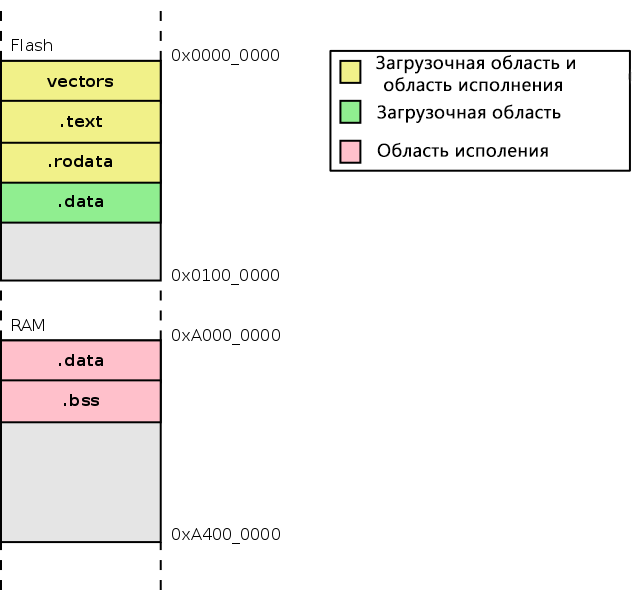 Flash
0x0000_0000
vectors
.text
.rodata
.data
0x0100_0000
RAM
0xA000_0000
.data
.bss
0xA400_0000
Загрузочная область и
область исполнения
Загрузочная область
Область исполения